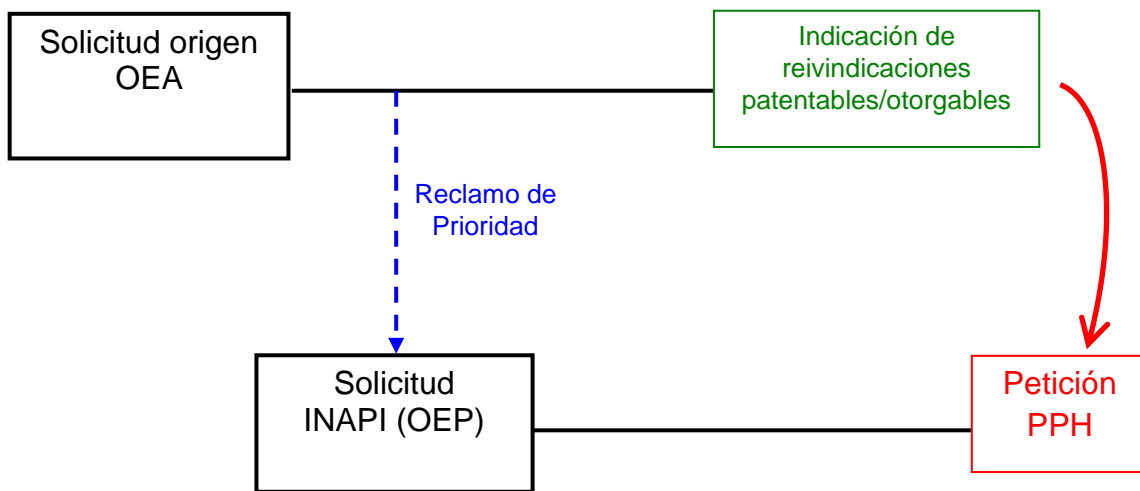 Solicitud origen
OEA
Indicación de
reivindicaciones
patentables/otorgables
Reclamo de
Prioridad
Solicitud
INAPI (OEP)
Petición
PPH